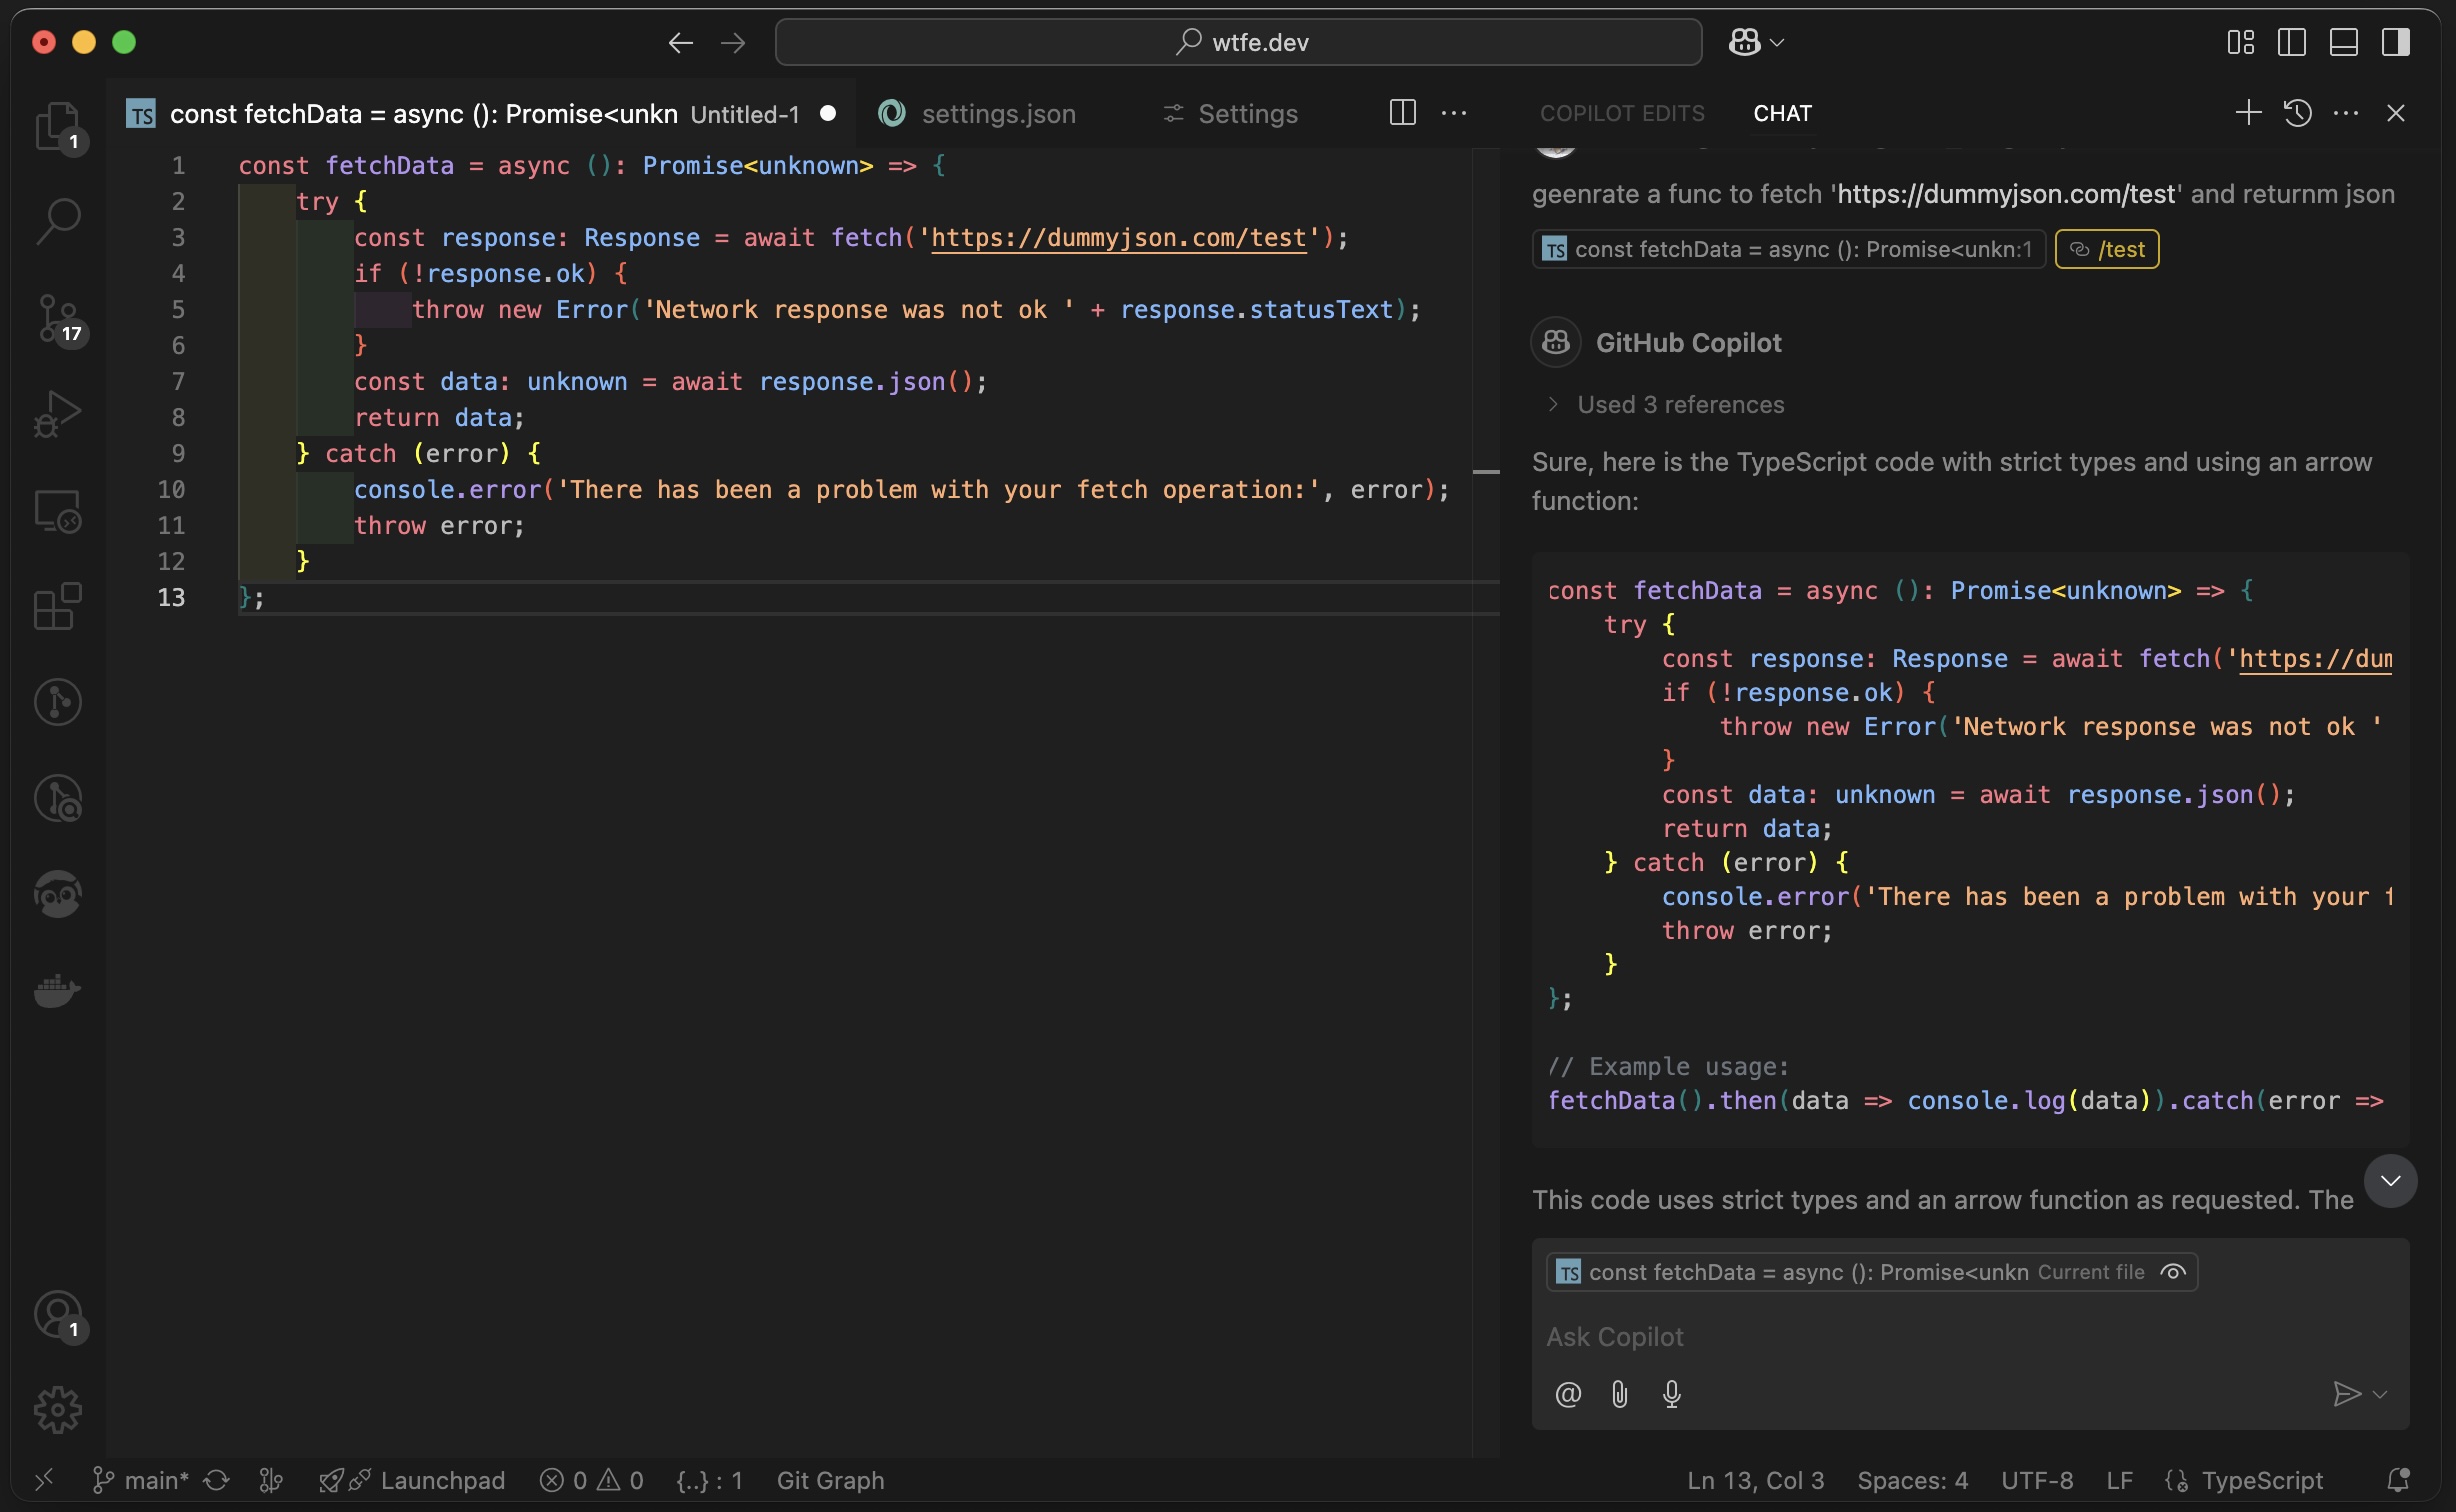 wtfe.dev
TS const fetchData = async (): Promise<unkn Untitled-1
settings.json
Settings
1
17
1
1 const fetchData = async (): Promise<unknown> => {
2 try {
3 const response: Response = await fetch('https://dummyjson.com/test');
4 if (!response.ok) {
5 throw new Error('Network response was not ok ' + response.statusText);
6 }
7 const data: unknown = await response.json();
8 return data;
9 } catch (error) {
10 console.error('There has been a problem with your fetch operation:', error);
11 throw error;
12 }
13 };
COPILOT EDITS CHAT
geenrate a func to fetch 'https://dummyjson.com/test' and returnm json
TS const fetchData = async (): Promise<unkn:1 /test
GitHub Copilot
Used 3 references
Sure, here is the TypeScript code with strict types and using an arrow
function:
const fetchData = async (): Promise<unknown> => {
try {
const response: Response = await fetch('https://dum
if (!response.ok) {
throw new Error('Network response was not ok '
}
const data: unknown = await response.json();
return data;
} catch (error) {
console.error('There has been a problem with your f
throw error;
}
};
// Example usage:
fetchData().then(data => console.log(data)).catch(error =>
This code uses strict types and an arrow function as requested. The
TS const fetchData = async (): Promise<unkn Current file
Ask Copilot
@
main* Launchpad 0 0 {..} : 1 Git Graph
Ln 13, Col 3 Spaces: 4 UTF-8 LF TypeScript